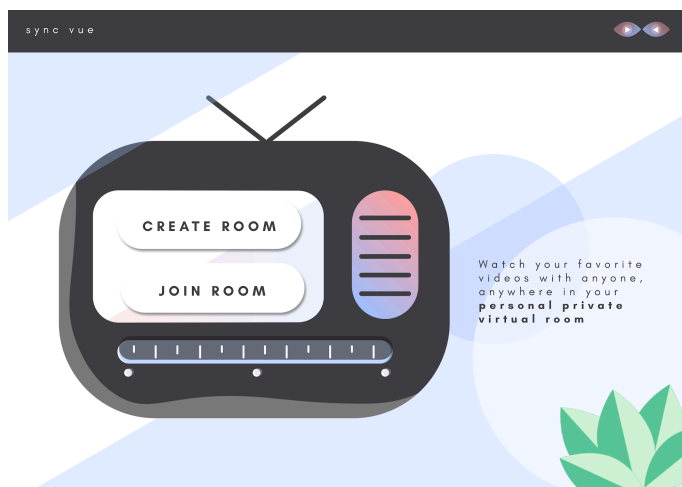 sync vue
CREATE ROOM
JOIN ROOM
Watch your favorite
videos with anyone,
anywhere in your
personal private
virtual room